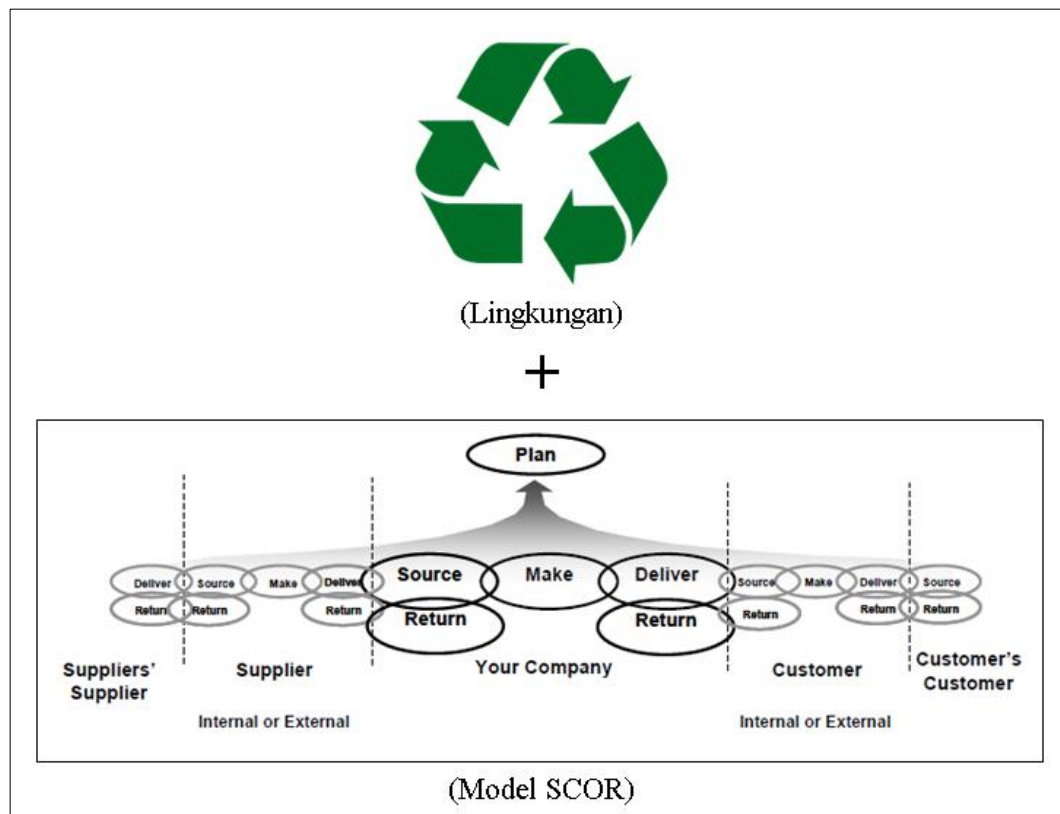 (Lingkungan)
+
Plan
Deliver Source Make Deliver Source Make Deliver Source Make Deliver Source
Return Return Return Return Return Return Return Return
Suppliers' Supplier Your Company Customer Customer's
Supplier Customer
Internal or External Internal or External
(Model SCOR)